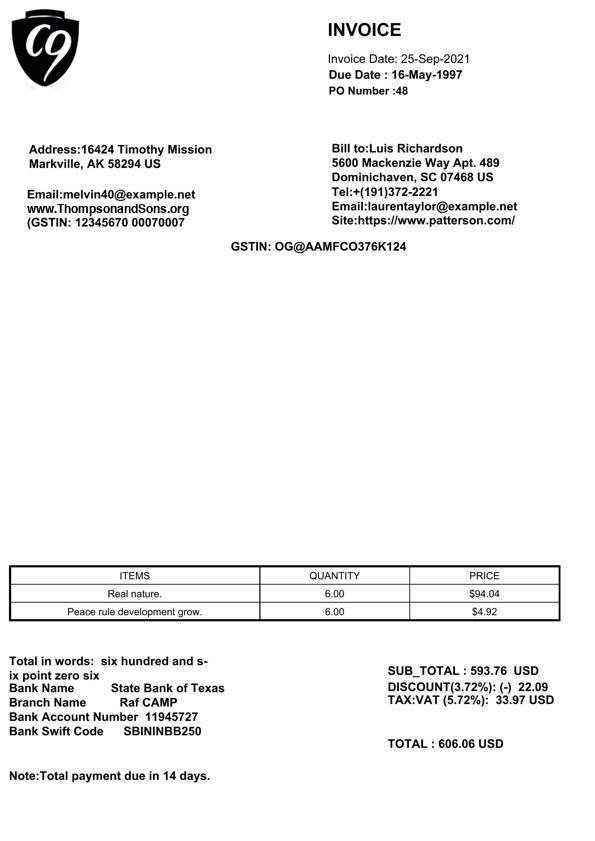 C9
INVOICE
Invoice Date: 25-Sep-2021
Due Date : 16-May-1997
PO Number :48
Address:16424 Timothy Mission
Markville, AK 58294 US
Email:melvin40@example.net
www.ThompsonandSons.org
(GSTIN: 12345670 00070007
Bill to:Luis Richardson
5600 Mackenzie Way Apt. 489
Dominichaven, SC 07468 US
Tel:+(191)372-2221
Email:laurentaylor@example.net
Site:https://www.patterson.com/
GSTIN: OG@AAMFCO376K124
ITEMS QUANTITY PRICE
Real nature. 6.00 $94.04
Peace rule development grow. 6.00 $4.92
Total in words: six hundred and s-
ix point zero six
Bank Name State Bank of Texas
Branch Name Raf CAMP
Bank Account Number 11945727
Bank Swift Code SBININBB250
SUB_TOTAL : 593.76 USD
DISCOUNT(3.72%): (-) 22.09
TAX:VAT (5.72%): 33.97 USD
TOTAL : 606.06 USD
Note:Total payment due in 14 days.